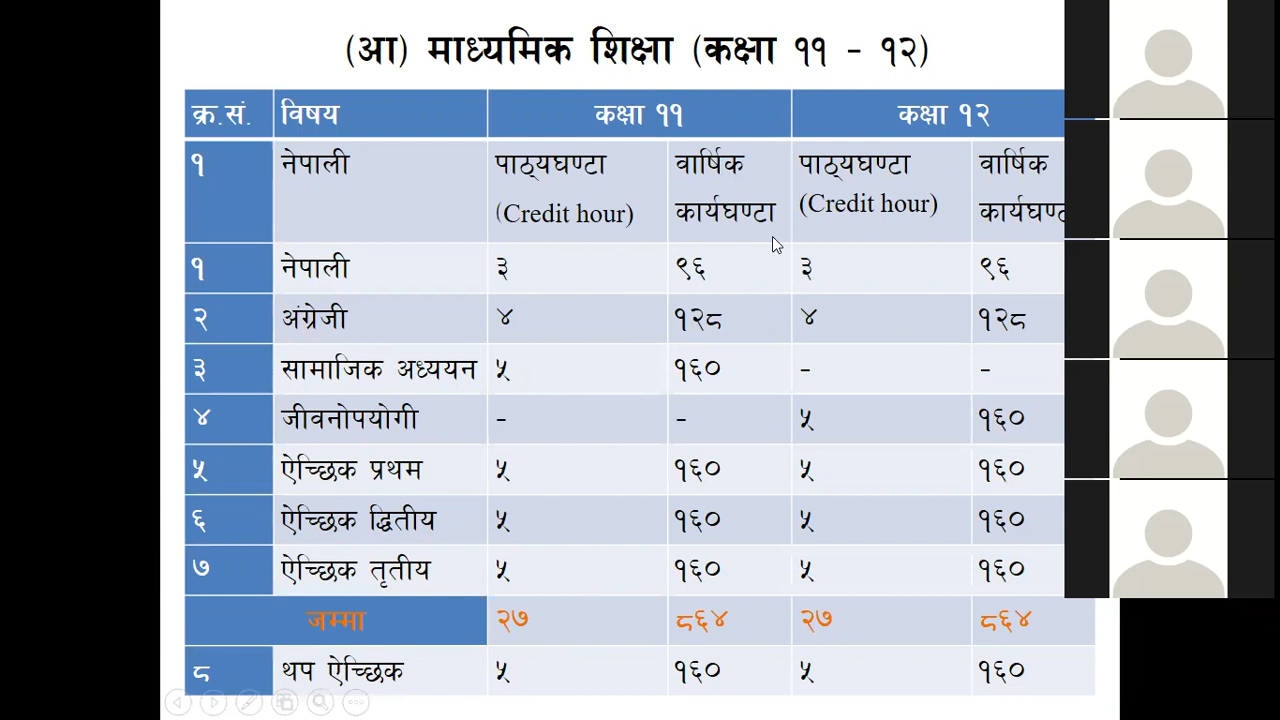 (आ) माध्यमिक शिक्षा (कक्षा ११ - १२)
क्र.सं. विषय कक्षा ११ कक्षा १२
१ नेपाली पाठ्यघण्टा (Credit hour) वार्षिक कार्यघण्टा पाठ्यघण्टा (Credit hour) वार्षिक
१ नेपाली ३ ९६ ३ ९६
२ अंग्रेजी ४ १२८ ४ १२८
३ सामाजिक अध्ययन ५ १६० - -
४ जीवनोपयोगी - - ५ १६०
५ ऐच्छिक प्रथम ५ १६० ५ १६०
६ ऐच्छिक द्वितीय ५ १६० ५ १६०
७ ऐच्छिक तृतीय ५ १६० ५ १६०
जम्मा २७ ८६४ २७ ८६४
८ थप ऐच्छिक ५ १६० ५ १६०